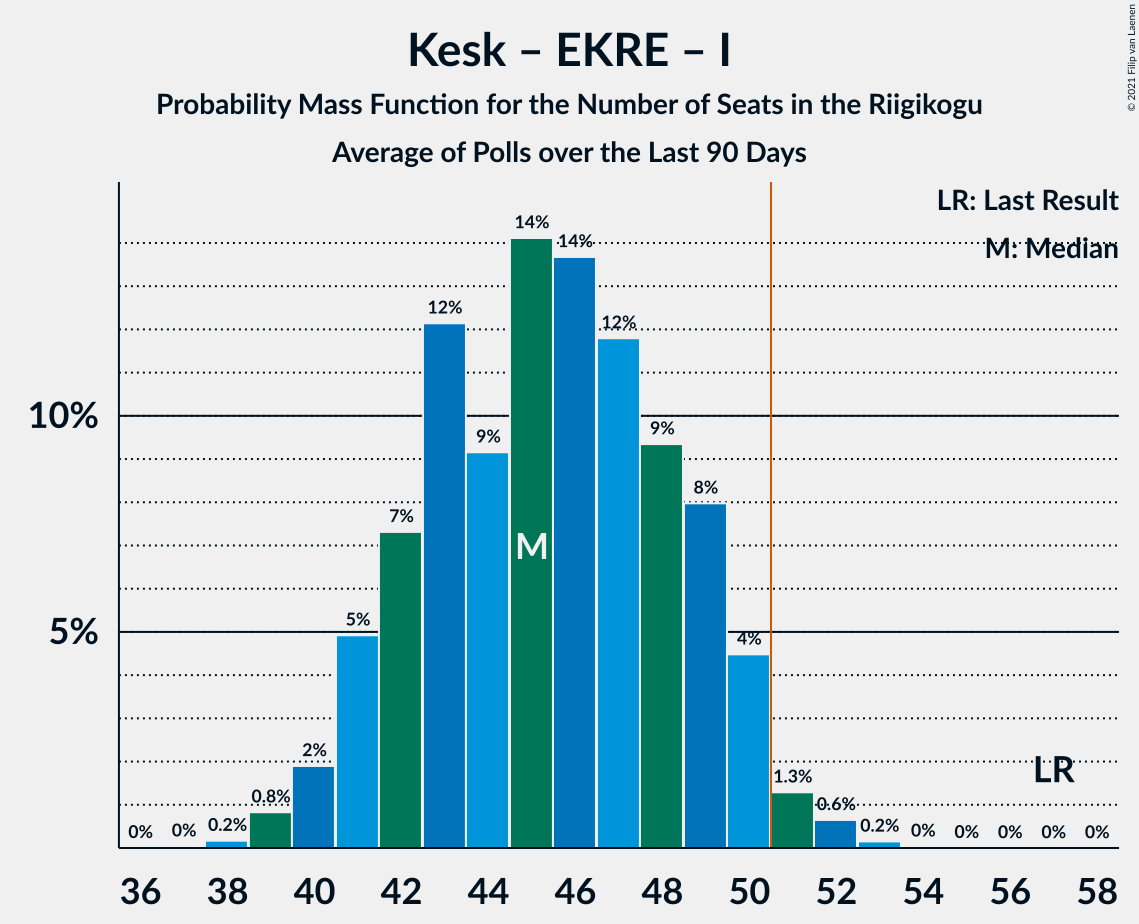 Kesk – EKRE – I
Probability Mass Function for the Number of Seats in the Riigikogu
Average of Polls over the Last 90 Days
© 2021 Filip van Laenen
LR: Last Result
M: Median
14%
14%
12%
12%
10%
9%
9%
8%
7%
M
5%
5%
4%
2%
LR
1.3%
0.8%
0.6%
0% 0% 0.2% 0.2% 0% 0% 0% 0% 0%
36 38 40 42 44 46 48 50 52 54 56 58